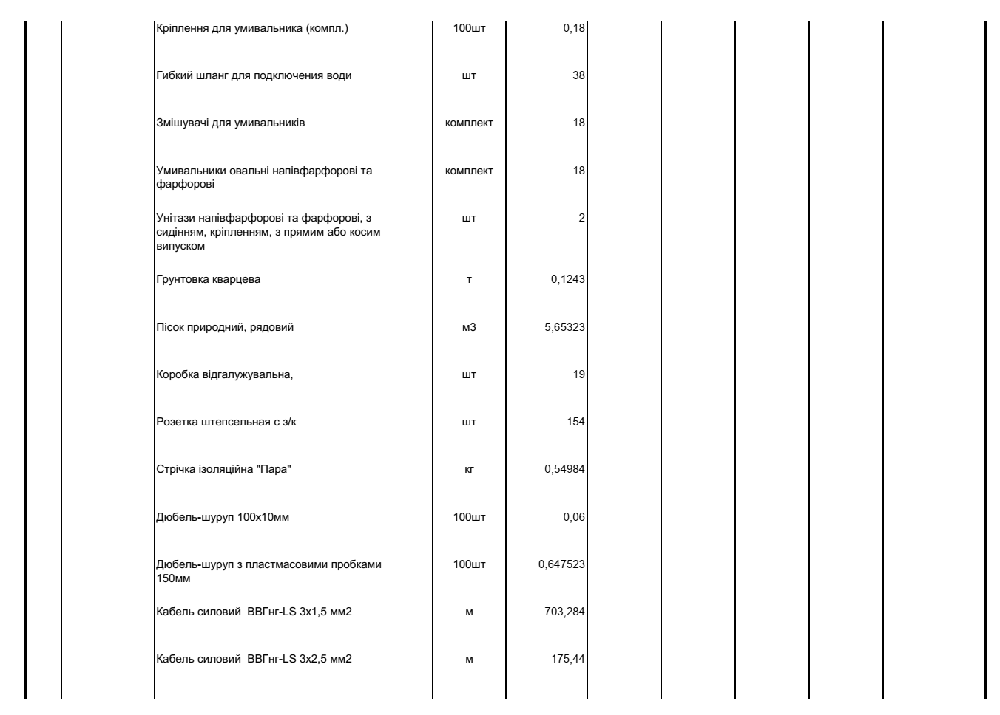 Кріплення для умивальника (компл.) 100шт 0,18
Гибкий шланг для подключения води шт 38
Змішувачі для умивальників комплект 18
Умивальники овальні напівфарфорові та комплект 18
фарфорові
Унітази напівфарфорові та фарфорові, з шт 2
сидінням, кріпленням, з прямим або косим
випуском
Грунтовка кварцева т 0,1243
Пісок природний, рядовий м3 5,65323
Коробка відгалужувальна, шт 19
Розетка штепсельная с з/к шт 154
Стрічка ізоляційна "Пара" кг 0,54984
Дюбель-шуруп 100х10мм 100шт 0,06
Дюбель-шуруп з пластмасовими пробками 100шт 0,647523
150мм
Кабель силовий ВВГнг-LS 3х1,5 мм2 м 703,284
Кабель силовий ВВГнг-LS 3х2,5 мм2 м 175,44